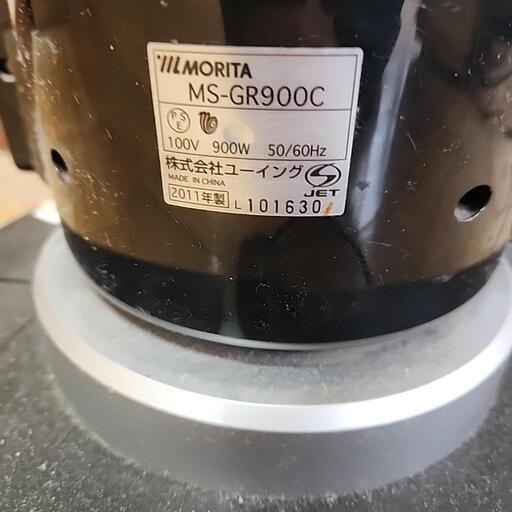 MORITA
MS-GR900C
PS
E
100V 900W 50/60Hz
株式会社ユーイング
MADE IN CHINA
JET
2011年製 L101630